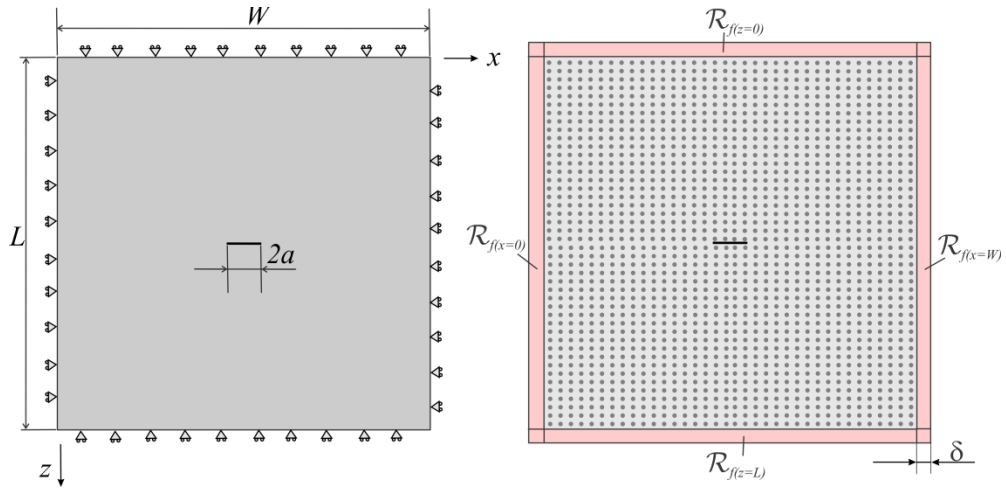 W
x
L
2a
z
R_f(z=0)
R_f(x=0)
R_f(x=W)
R_f(z=L)
δ